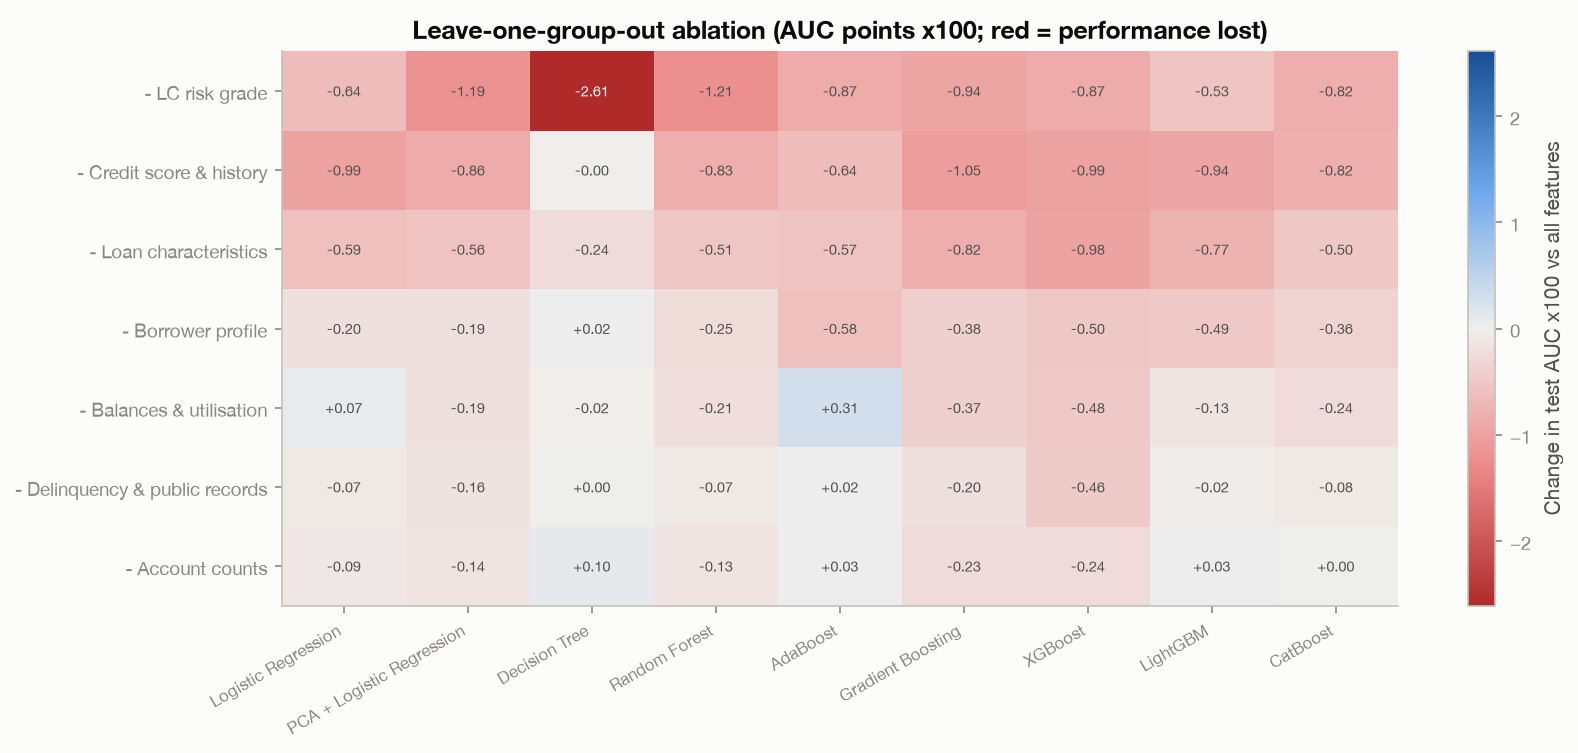 Leave-one-group-out ablation (AUC points x100; red = performance lost)
- LC risk grade -0.64 -1.19 -2.61 -1.21 -0.87 -0.94 -0.87 -0.53 -0.82
- Credit score & history -0.99 -0.86 -0.00 -0.83 -0.64 -1.05 -0.99 -0.94 -0.82
- Loan characteristics -0.59 -0.56 -0.24 -0.51 -0.57 -0.82 -0.98 -0.77 -0.50
- Borrower profile -0.20 -0.19 +0.02 -0.25 -0.58 -0.38 -0.50 -0.49 -0.36
- Balances & utilisation +0.07 -0.19 -0.02 -0.21 +0.31 -0.37 -0.48 -0.13 -0.24
- Delinquency & public records -0.07 -0.16 +0.00 -0.07 +0.02 -0.20 -0.46 -0.02 -0.08
- Account counts -0.09 -0.14 +0.10 -0.13 +0.03 -0.23 -0.24 +0.03 +0.00
Logistic Regression
PCA + Logistic Regression
Decision Tree
Random Forest
AdaBoost
Gradient Boosting
XGBoost
LightGBM
CatBoost
2
1
0
−1
−2
Change in test AUC x100 vs all features